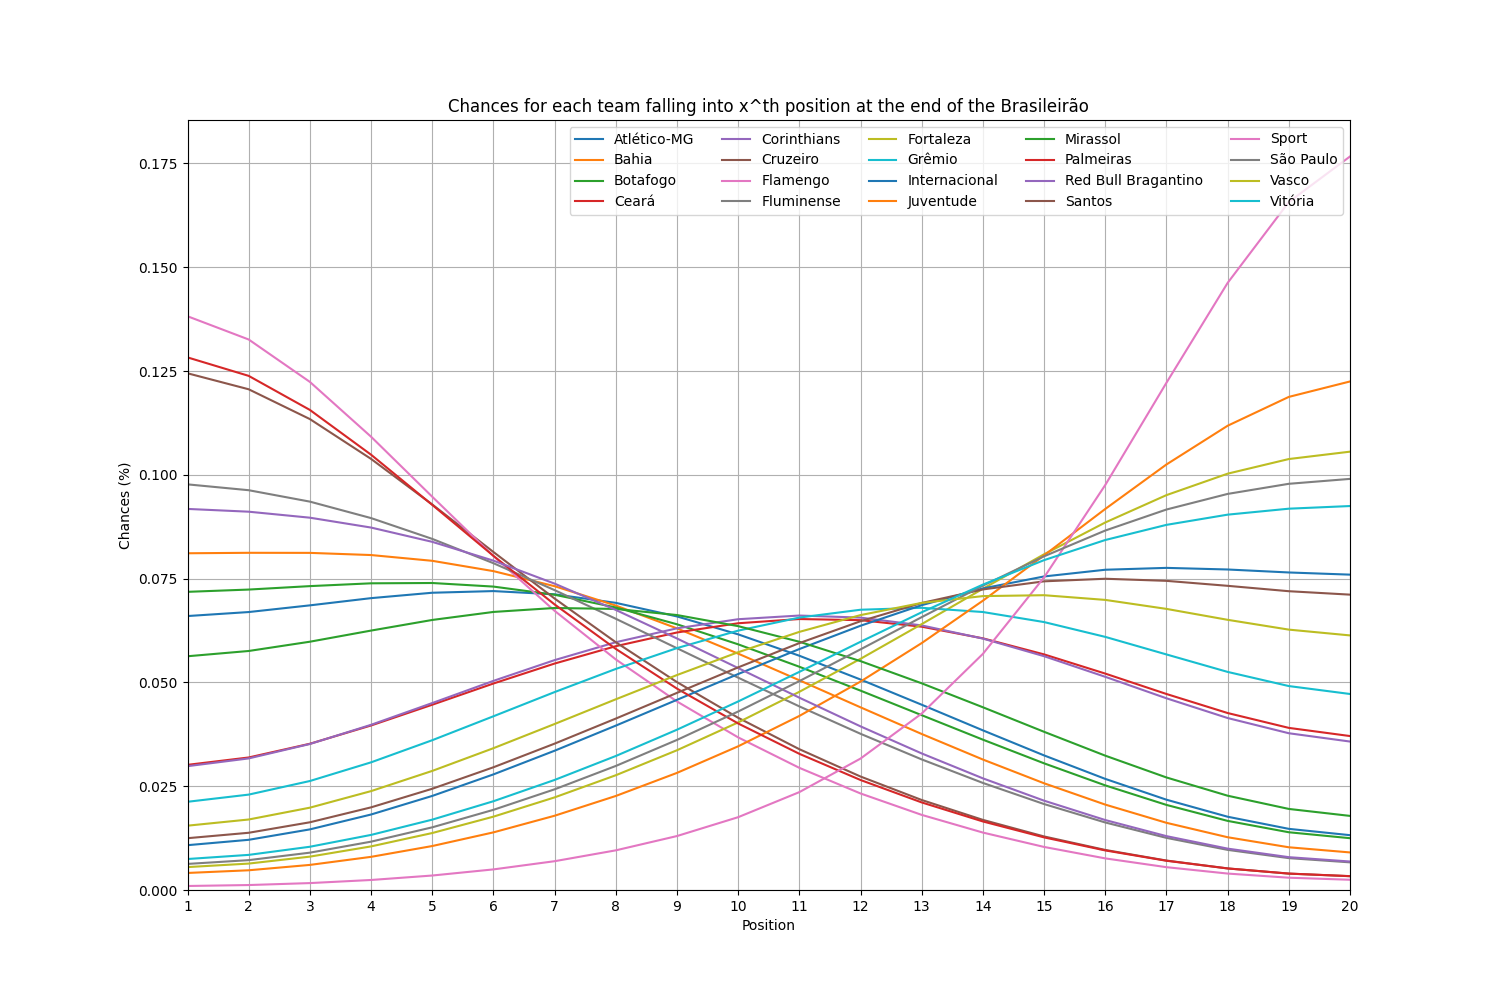 Chances for each team falling into x^th position at the end of the Brasileirão
Atlético-MG Corinthians Fortaleza Mirassol Sport
Bahia Cruzeiro Grêmio Palmeiras São Paulo
Botafogo Flamengo Internacional Red Bull Bragantino Vasco
Ceará Fluminense Juventude Santos Vitória
0.175
0.150
0.125
0.100
0.075
0.050
0.025
0.000
Chances (%)
1 2 3 4 5 6 7 8 9 10 11 12 13 14 15 16 17 18 19 20
Position